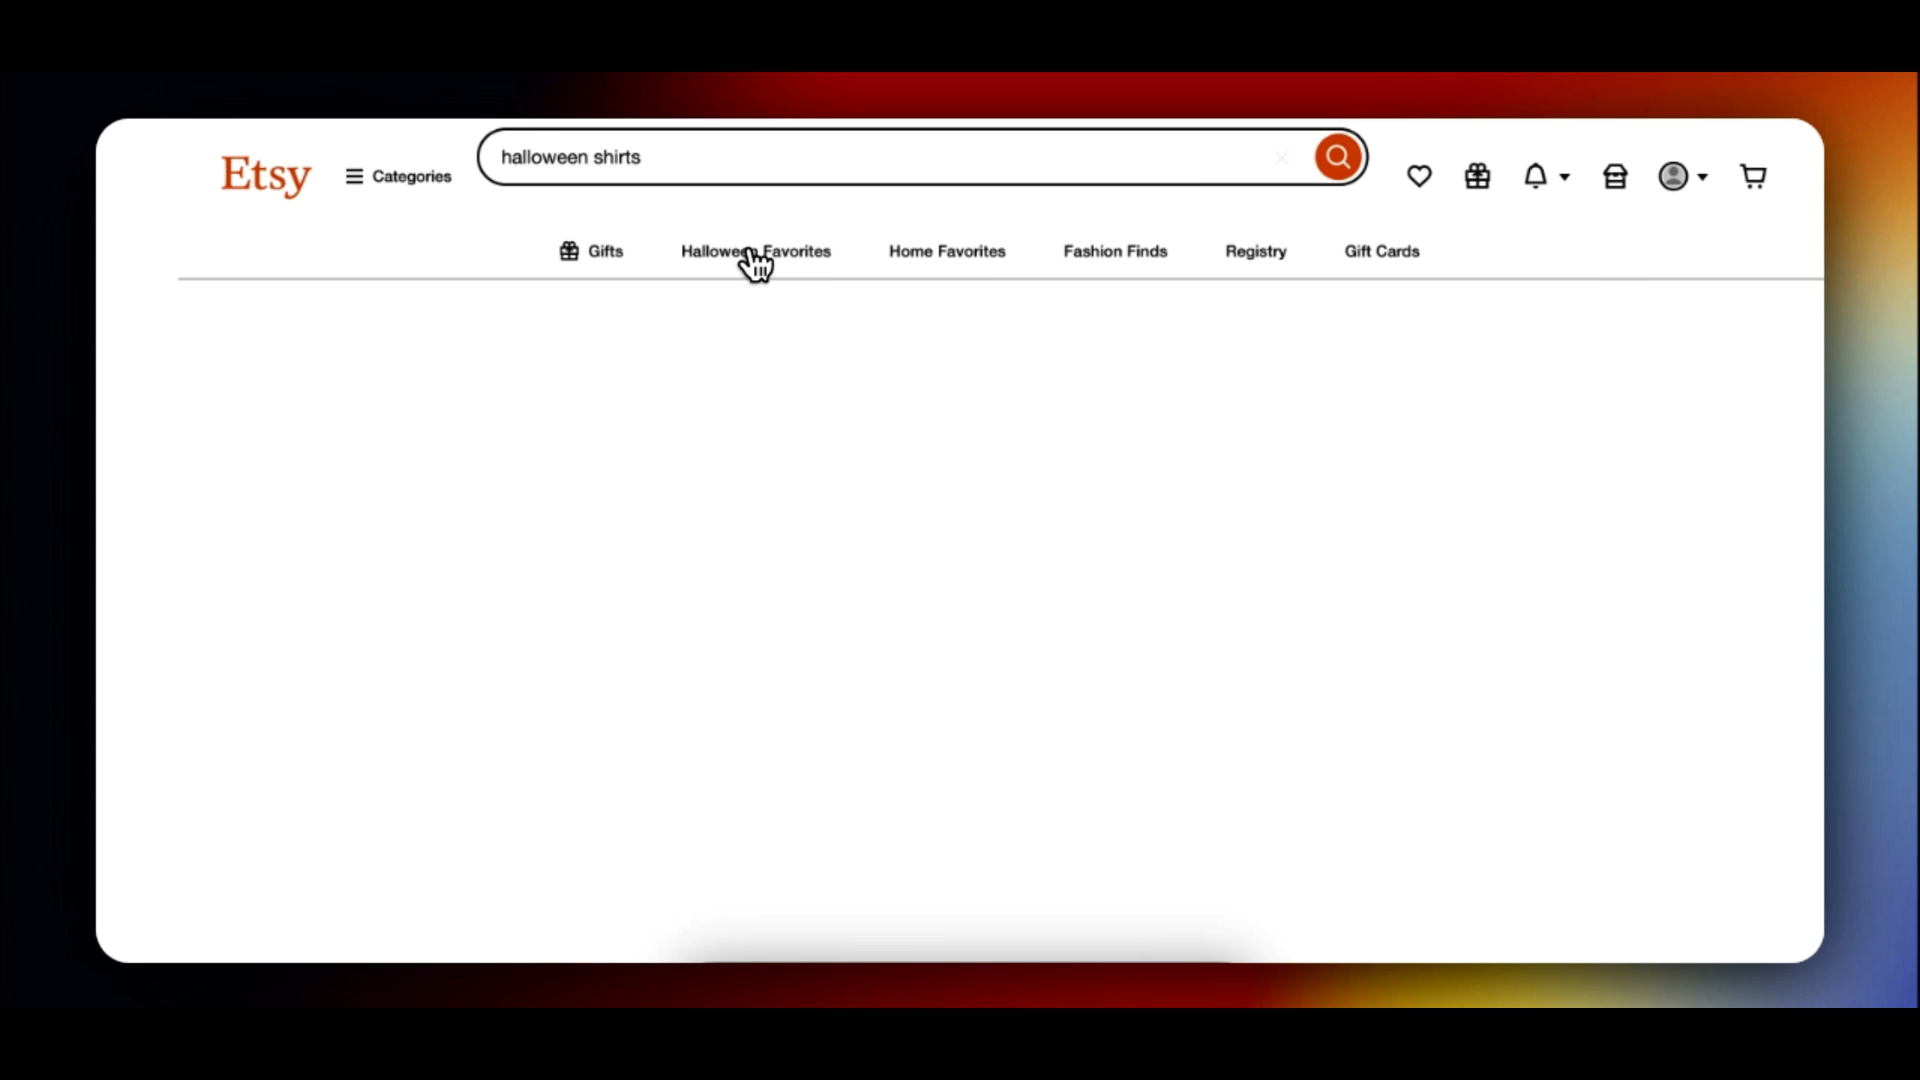 halloween shirts
Etsy
Categories
Gifts
Halloween Favorites
Home Favorites
Fashion Finds
Registry
Gift Cards